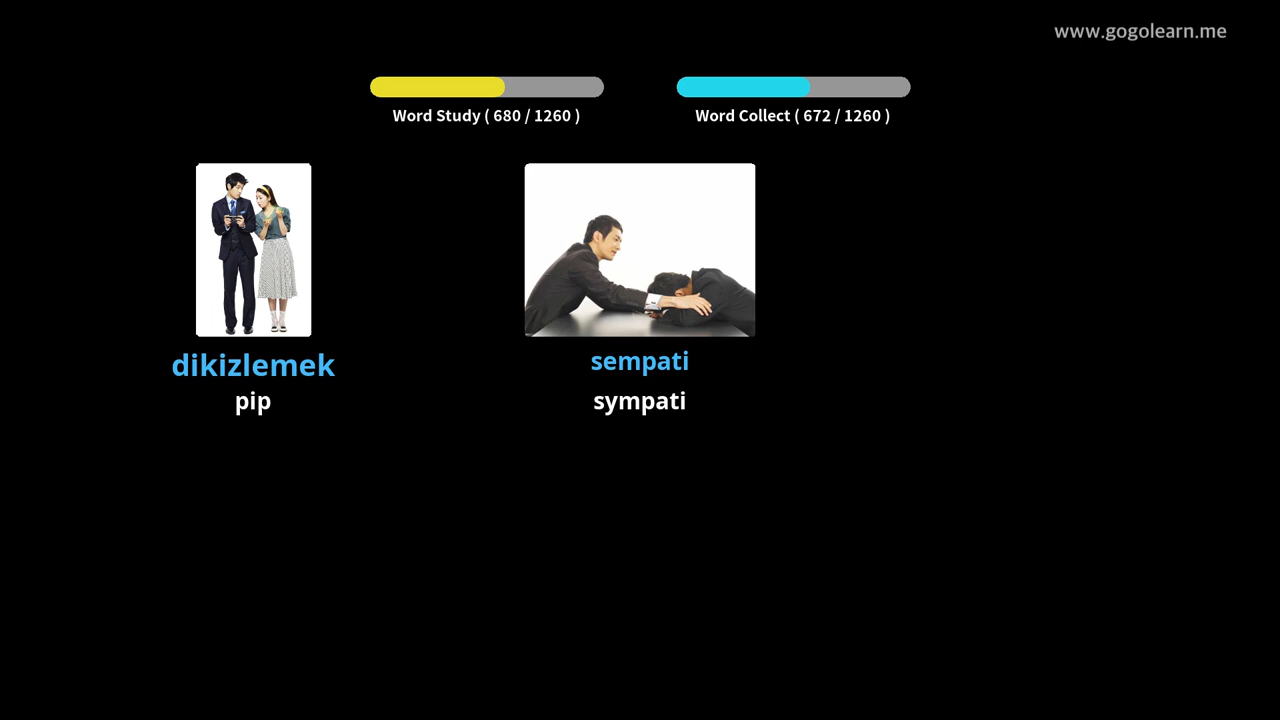 www.gogolearn.me
Word Study ( 680 / 1260 )
Word Collect ( 672 / 1260 )
dikizlemek
pip
sempati
sympati